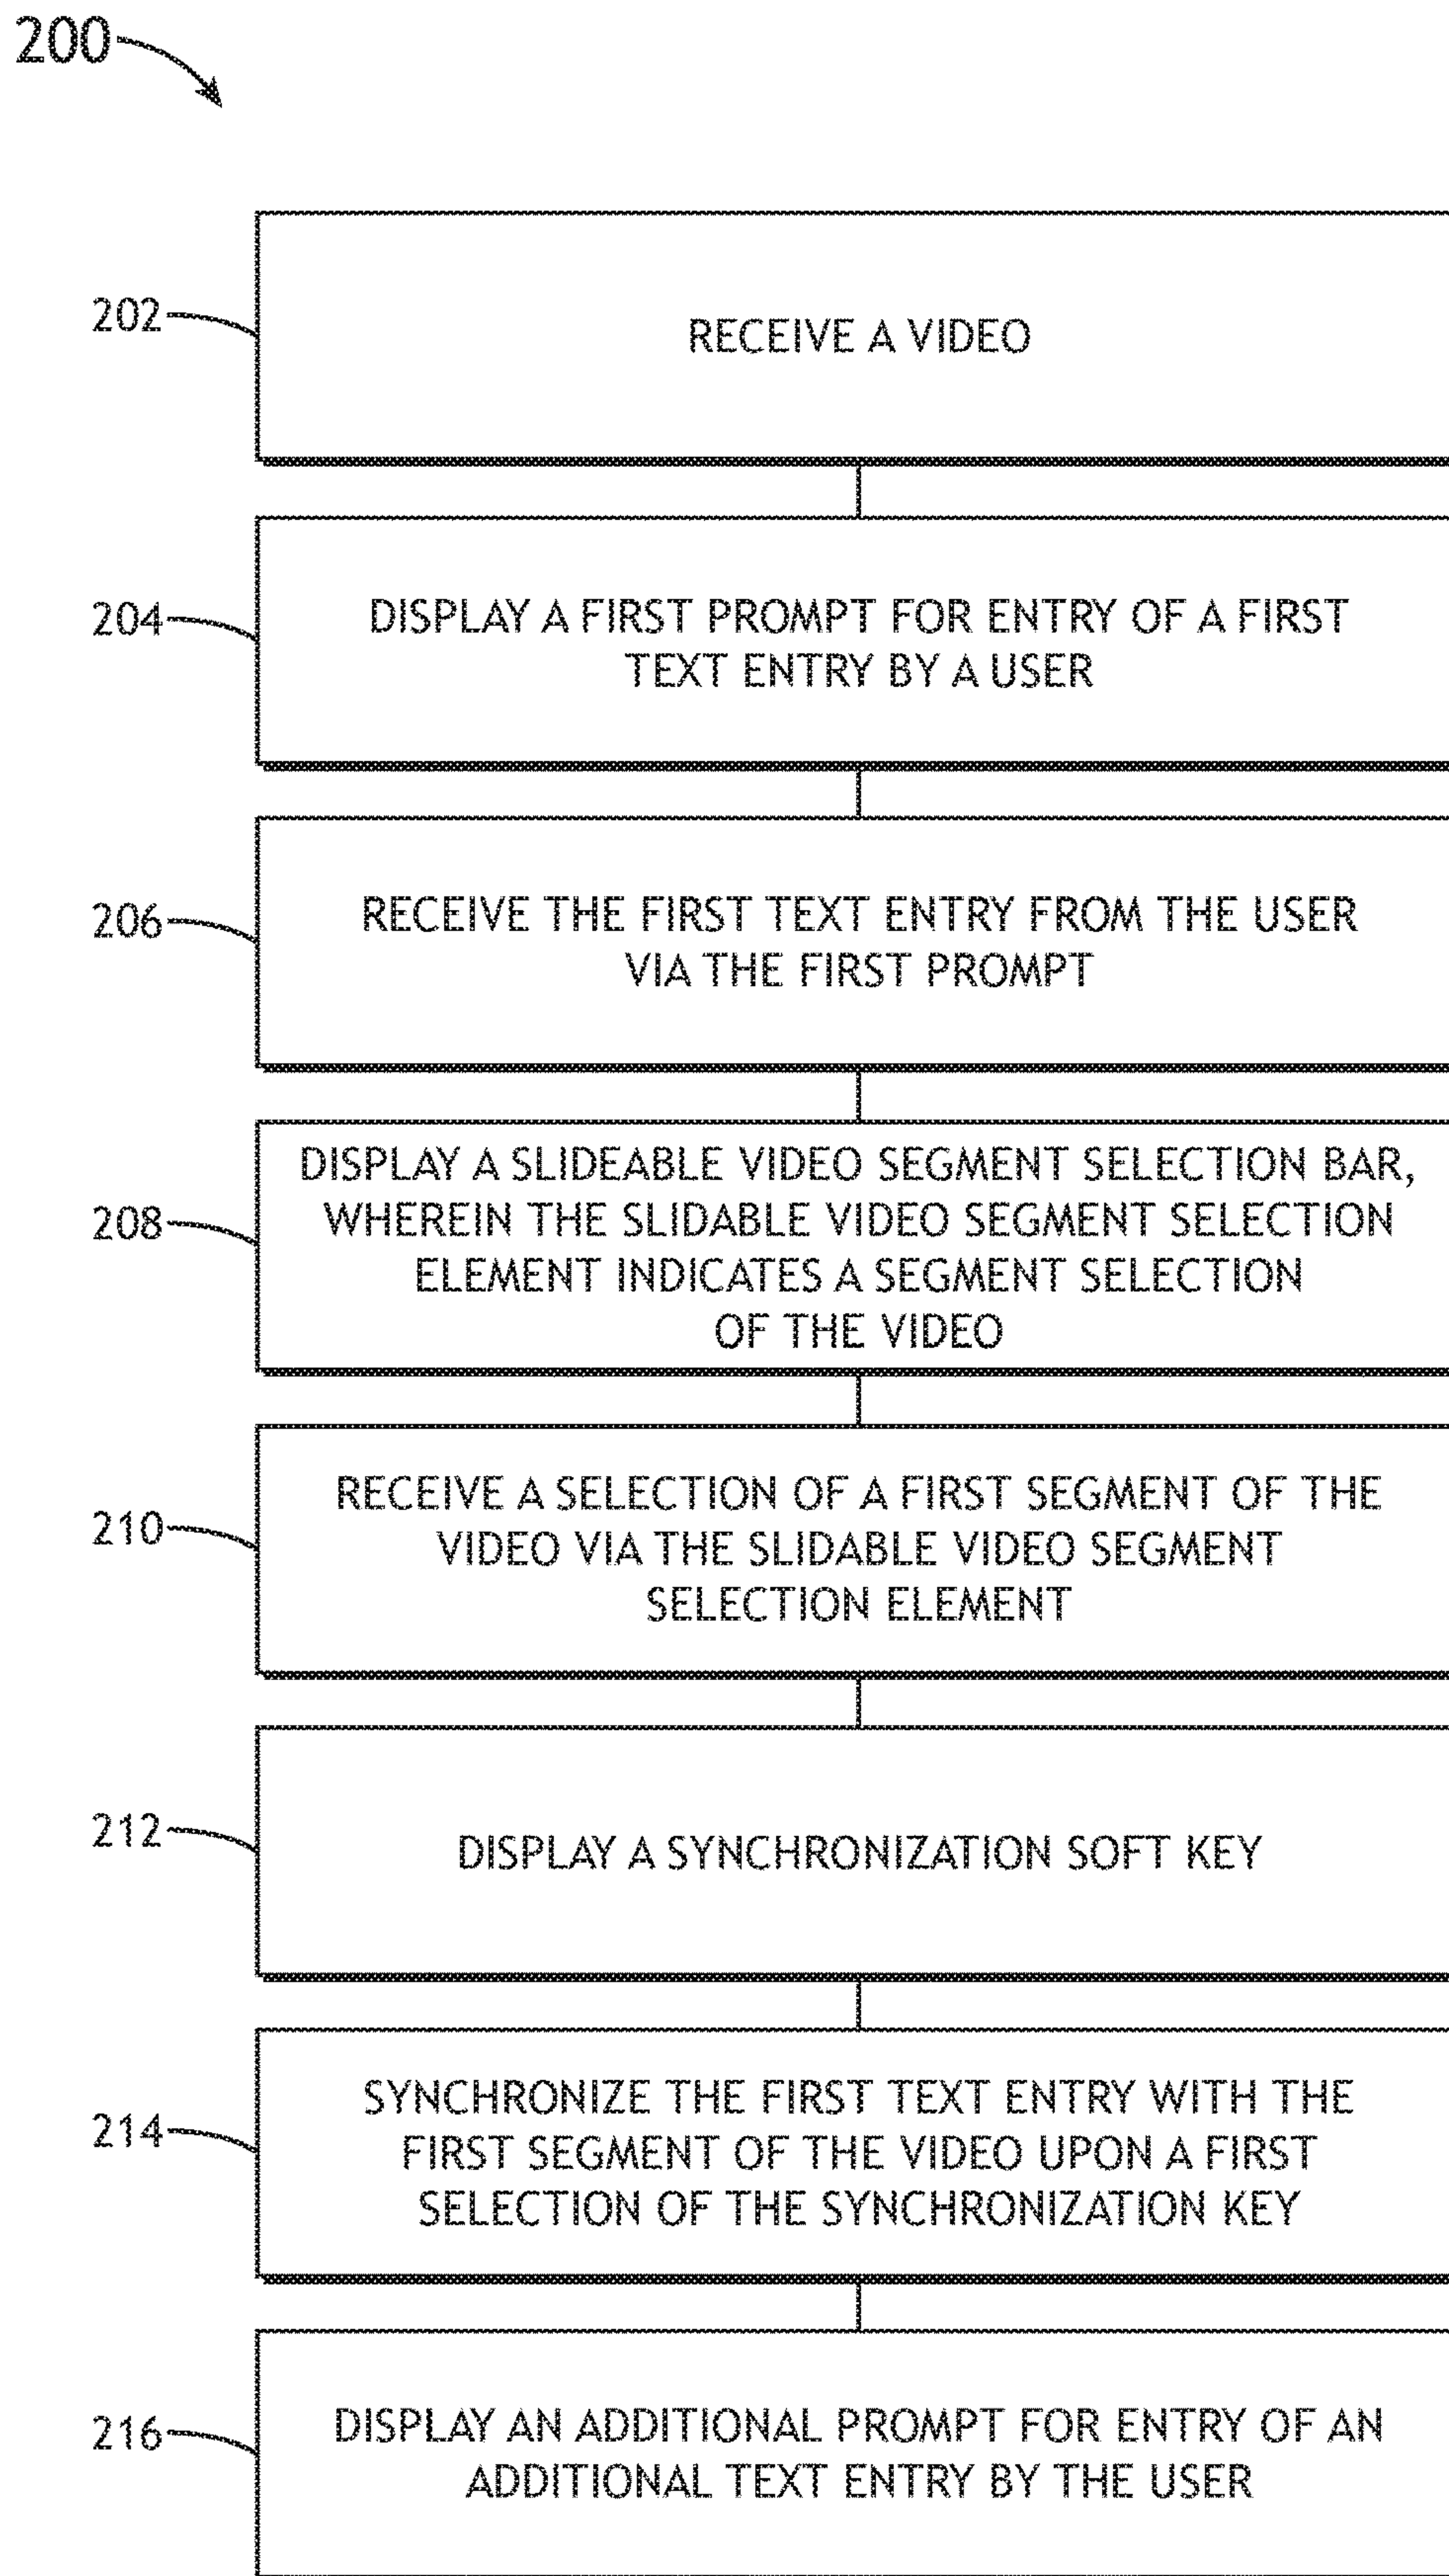 200
202
RECEIVE A VIDEO
204
DISPLAY A FIRST PROMPT FOR ENTRY OF A FIRST
TEXT ENTRY BY A USER
206
RECEIVE THE FIRST TEXT ENTRY FROM THE USER
VIA THE FIRST PROMPT
208
DISPLAY A SLIDEABLE VIDEO SEGMENT SELECTION BAR,
WHEREIN THE SLIDABLE VIDEO SEGMENT SELECTION
ELEMENT INDICATES A SEGMENT SELECTION
OF THE VIDEO
210
RECEIVE A SELECTION OF A FIRST SEGMENT OF THE
VIDEO VIA THE SLIDABLE VIDEO SEGMENT
SELECTION ELEMENT
212
DISPLAY A SYNCHRONIZATION SOFT KEY
214
SYNCHRONIZE THE FIRST TEXT ENTRY WITH THE
FIRST SEGMENT OF THE VIDEO UPON A FIRST
SELECTION OF THE SYNCHRONIZATION KEY
216
DISPLAY AN ADDITIONAL PROMPT FOR ENTRY OF AN
ADDITIONAL TEXT ENTRY BY THE USER